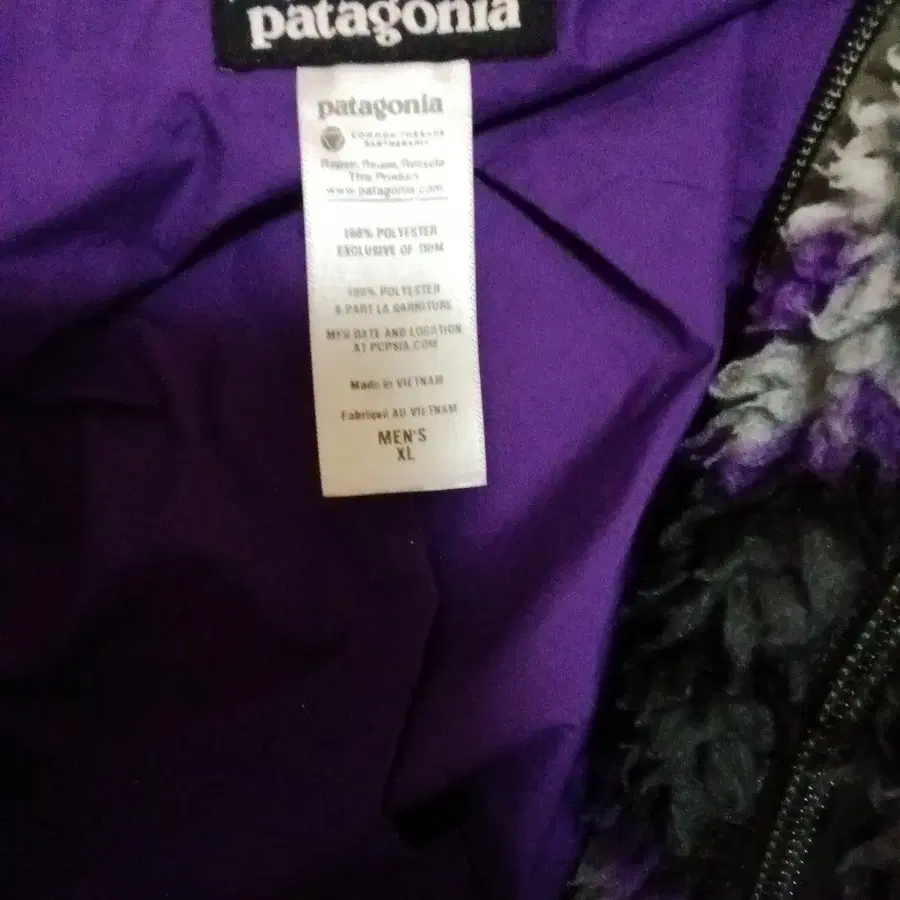 patagonia
patagonia
COMMON THREADS
PARTNERSHIP
Repair, Reuse, Recycle
This Product
www.patagonia.com
100% POLYESTER
EXCLUSIVE OF TRIM
100% POLYESTER
À PART LA GARNITURE
MFG DATE AND LOCATION
AT PCPSIA.COM
Made in VIETNAM
Fabriqué AU VIETNAM
MEN'S
XL